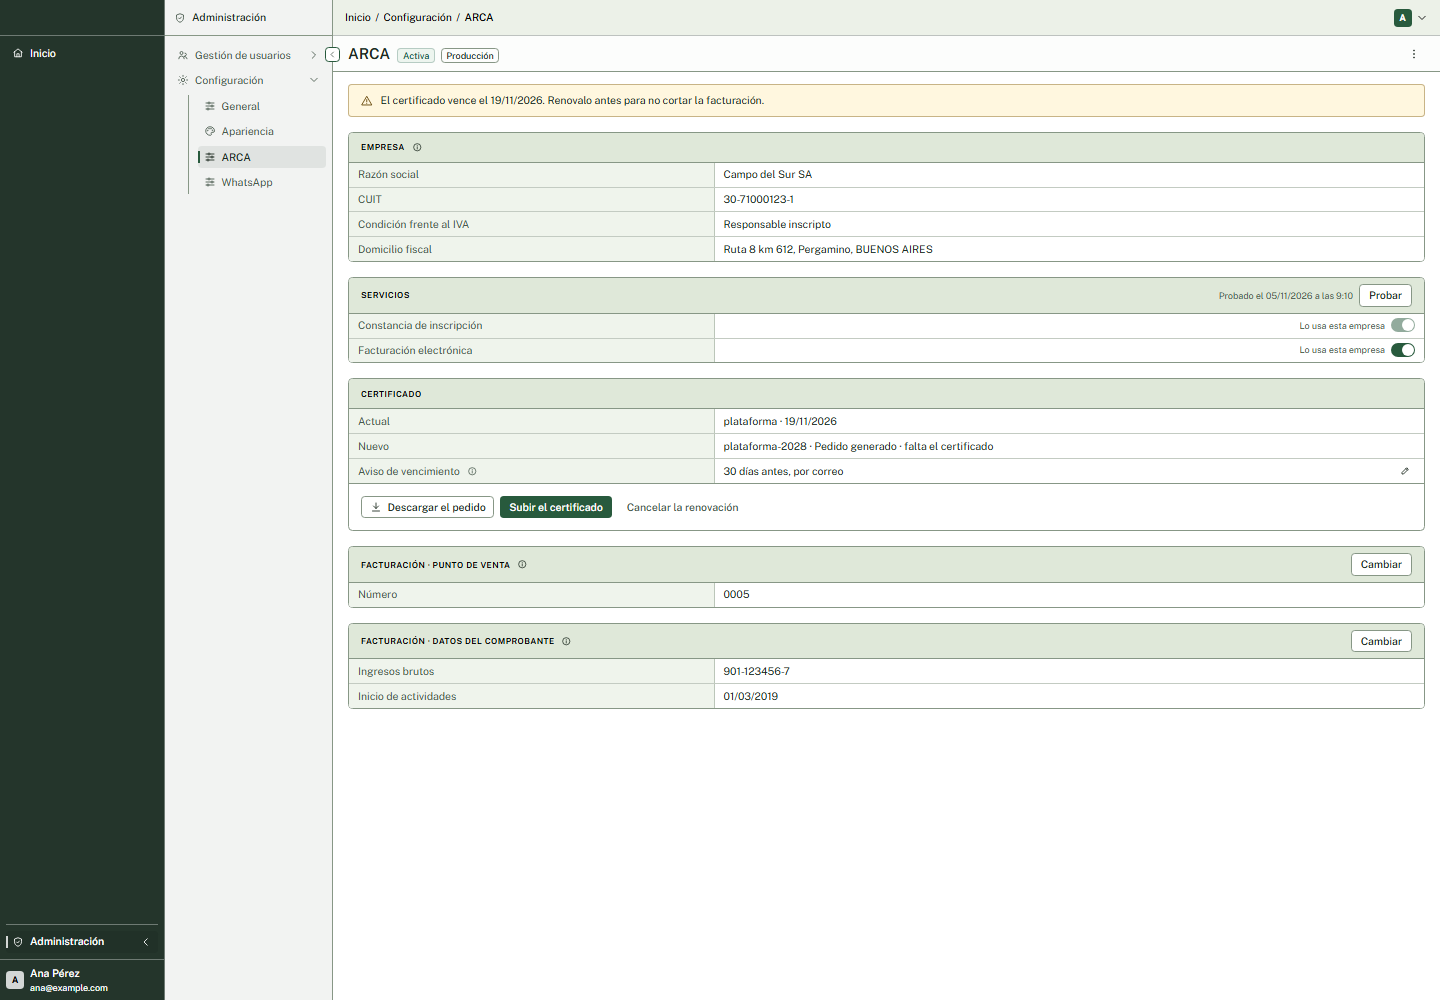 Inicio
Administración
Gestión de usuarios
Configuración
General
Apariencia
ARCA
WhatsApp
Administración
A
Ana Pérez
ana@example.com
Inicio / Configuración / ARCA
A
ARCA Activa Producción
El certificado vence el 19/11/2026. Renovalo antes para no cortar la facturación.
EMPRESA
Razón social Campo del Sur SA
CUIT 30-71000123-1
Condición frente al IVA Responsable inscripto
Domicilio fiscal Ruta 8 km 612, Pergamino, BUENOS AIRES
SERVICIOS Probado el 05/11/2026 a las 9:10 Probar
Constancia de inscripción Lo usa esta empresa
Facturación electrónica Lo usa esta empresa
CERTIFICADO
Actual plataforma · 19/11/2026
Nuevo plataforma-2028 · Pedido generado · falta el certificado
Aviso de vencimiento 30 días antes, por correo
Descargar el pedido Subir el certificado Cancelar la renovación
FACTURACIÓN · PUNTO DE VENTA Cambiar
Número 0005
FACTURACIÓN · DATOS DEL COMPROBANTE Cambiar
Ingresos brutos 901-123456-7
Inicio de actividades 01/03/2019